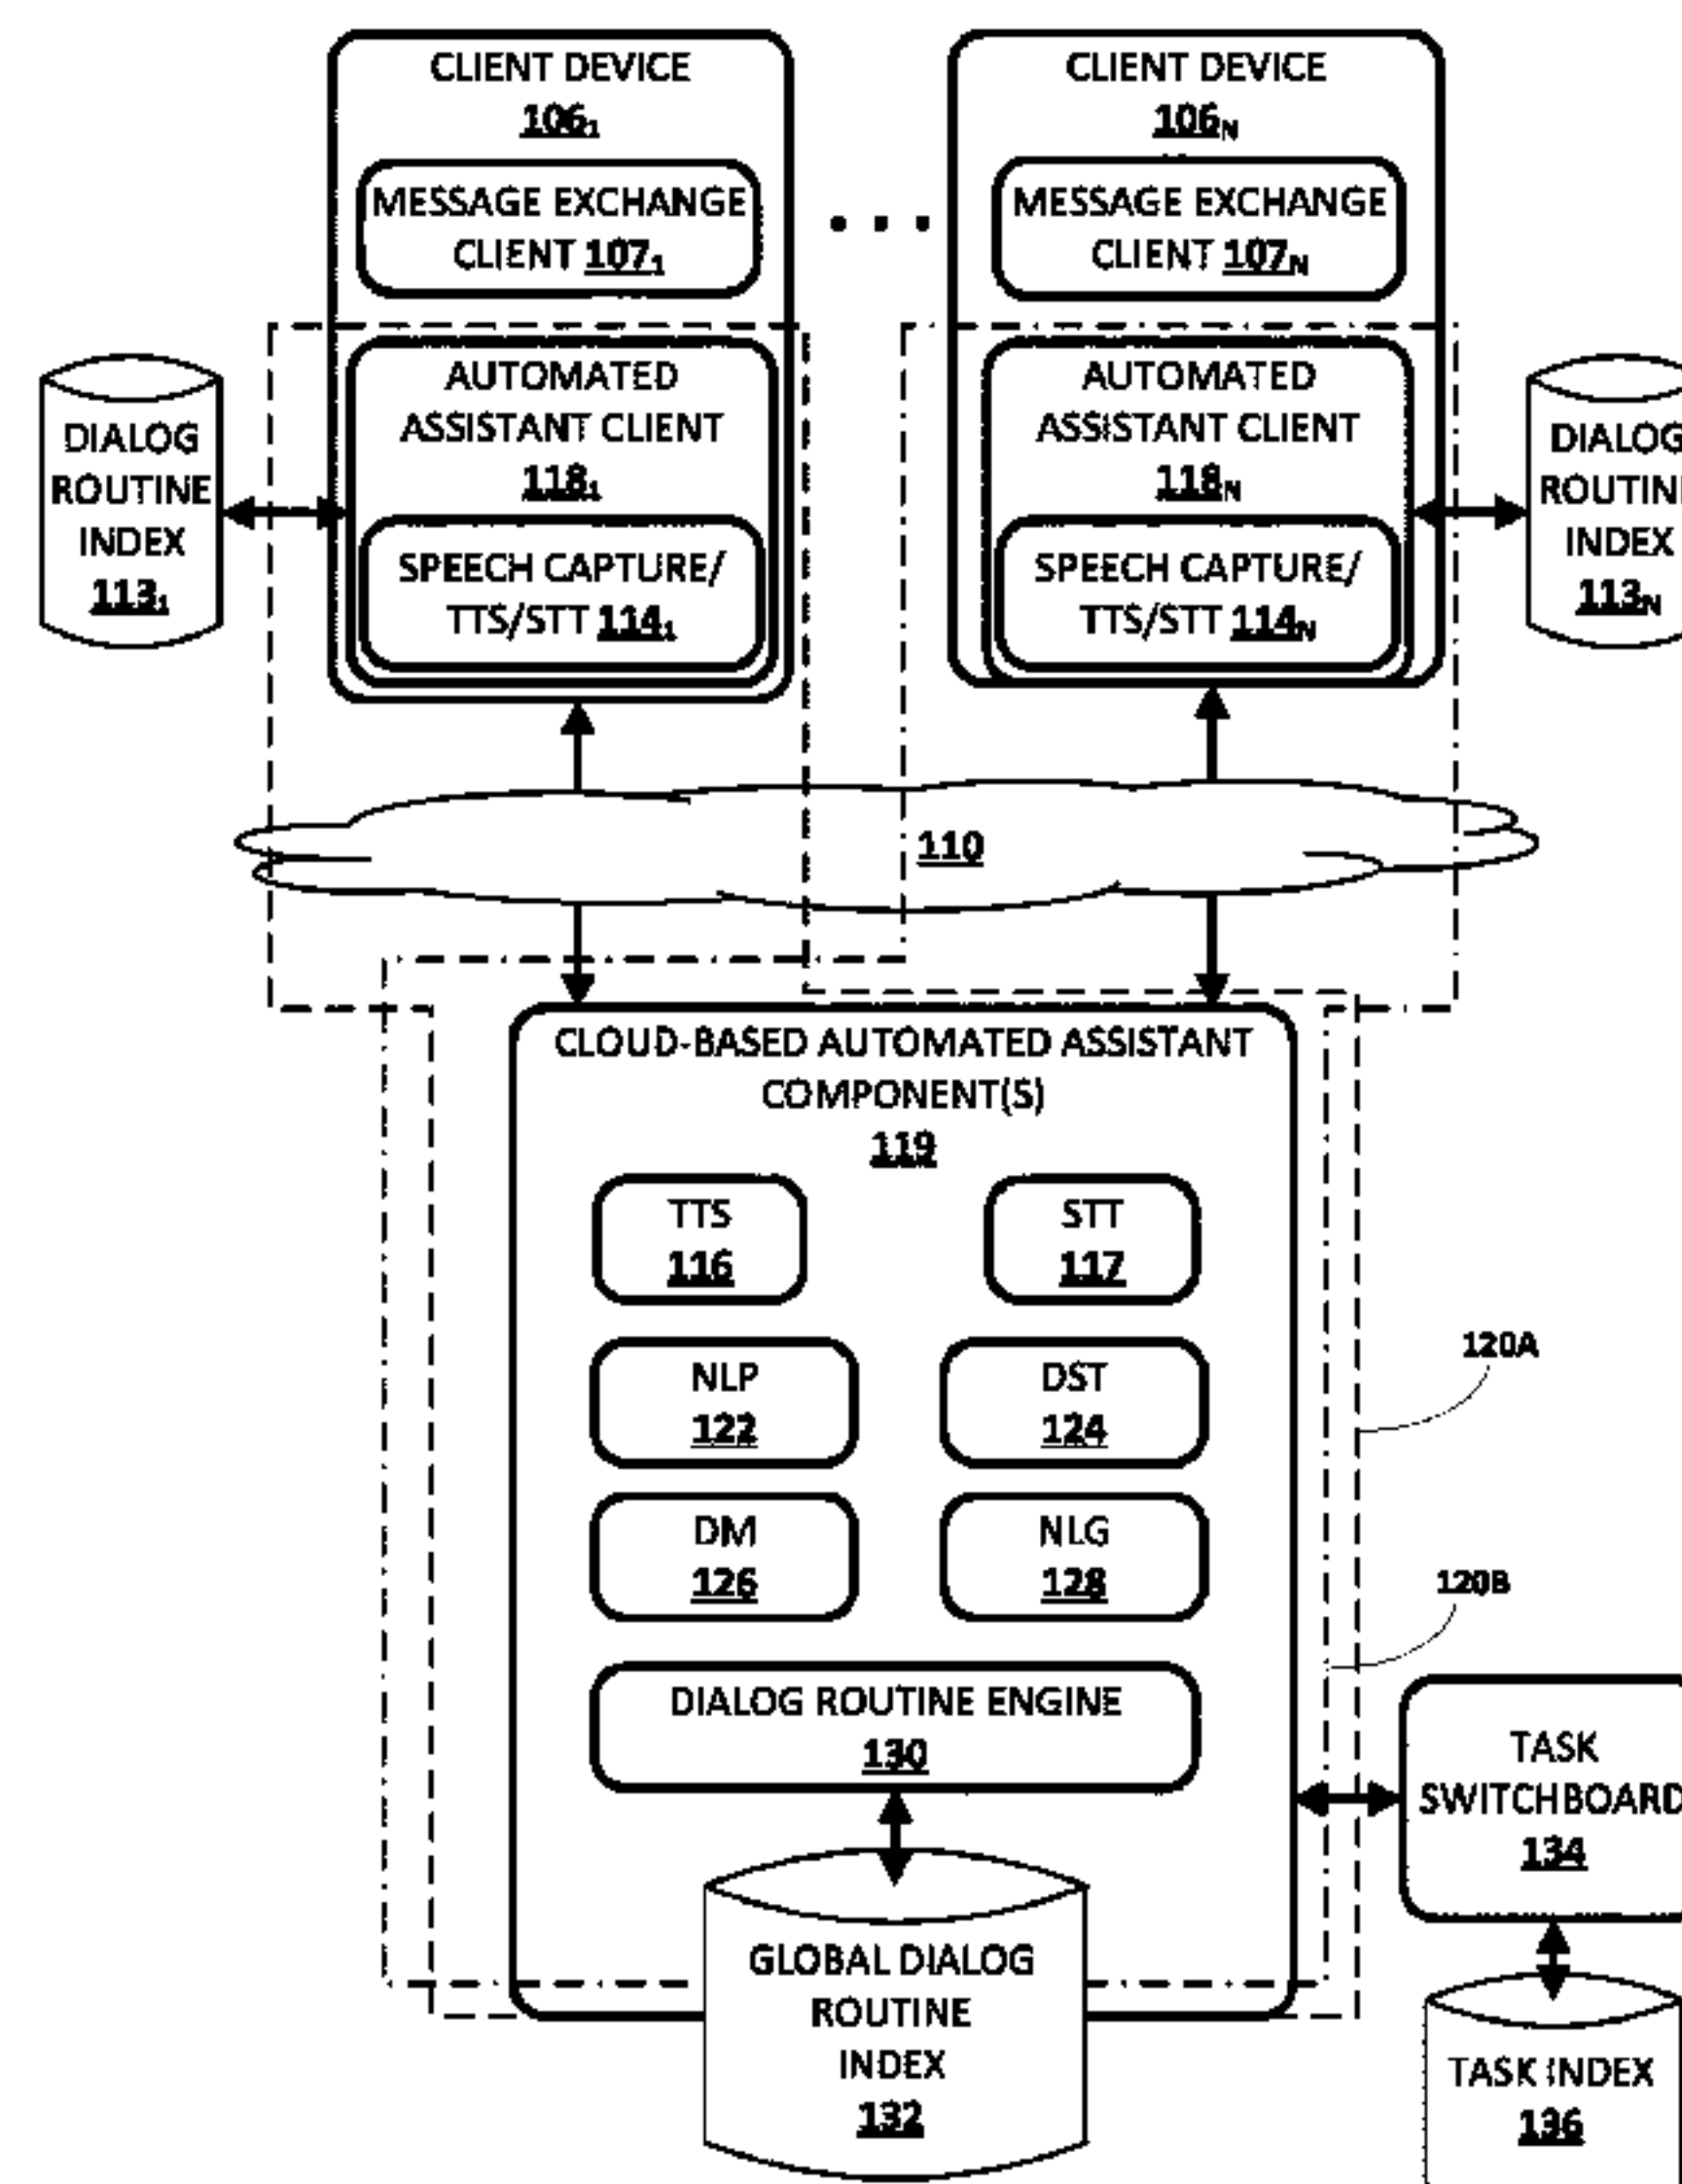 CLIENT DEVICE
106₁
MESSAGE EXCHANGE
CLIENT 107₁
AUTOMATED
ASSISTANT CLIENT
118₁
SPEECH CAPTURE/
TTS/STT 114₁
DIALOG
ROUTINE
INDEX
113₁
CLIENT DEVICE
106N
MESSAGE EXCHANGE
CLIENT 107N
AUTOMATED
ASSISTANT CLIENT
118N
SPEECH CAPTURE/
TTS/STT 114N
DIALOG
ROUTINE
INDEX
113N
110
CLOUD-BASED AUTOMATED ASSISTANT
COMPONENT(S)
119
TTS
116
STT
117
NLP
122
DST
124
DM
126
NLG
128
DIALOG ROUTINE ENGINE
130
GLOBAL DIALOG
ROUTINE
INDEX
132
120A
120B
TASK
SWITCHBOARD
134
TASK INDEX
136